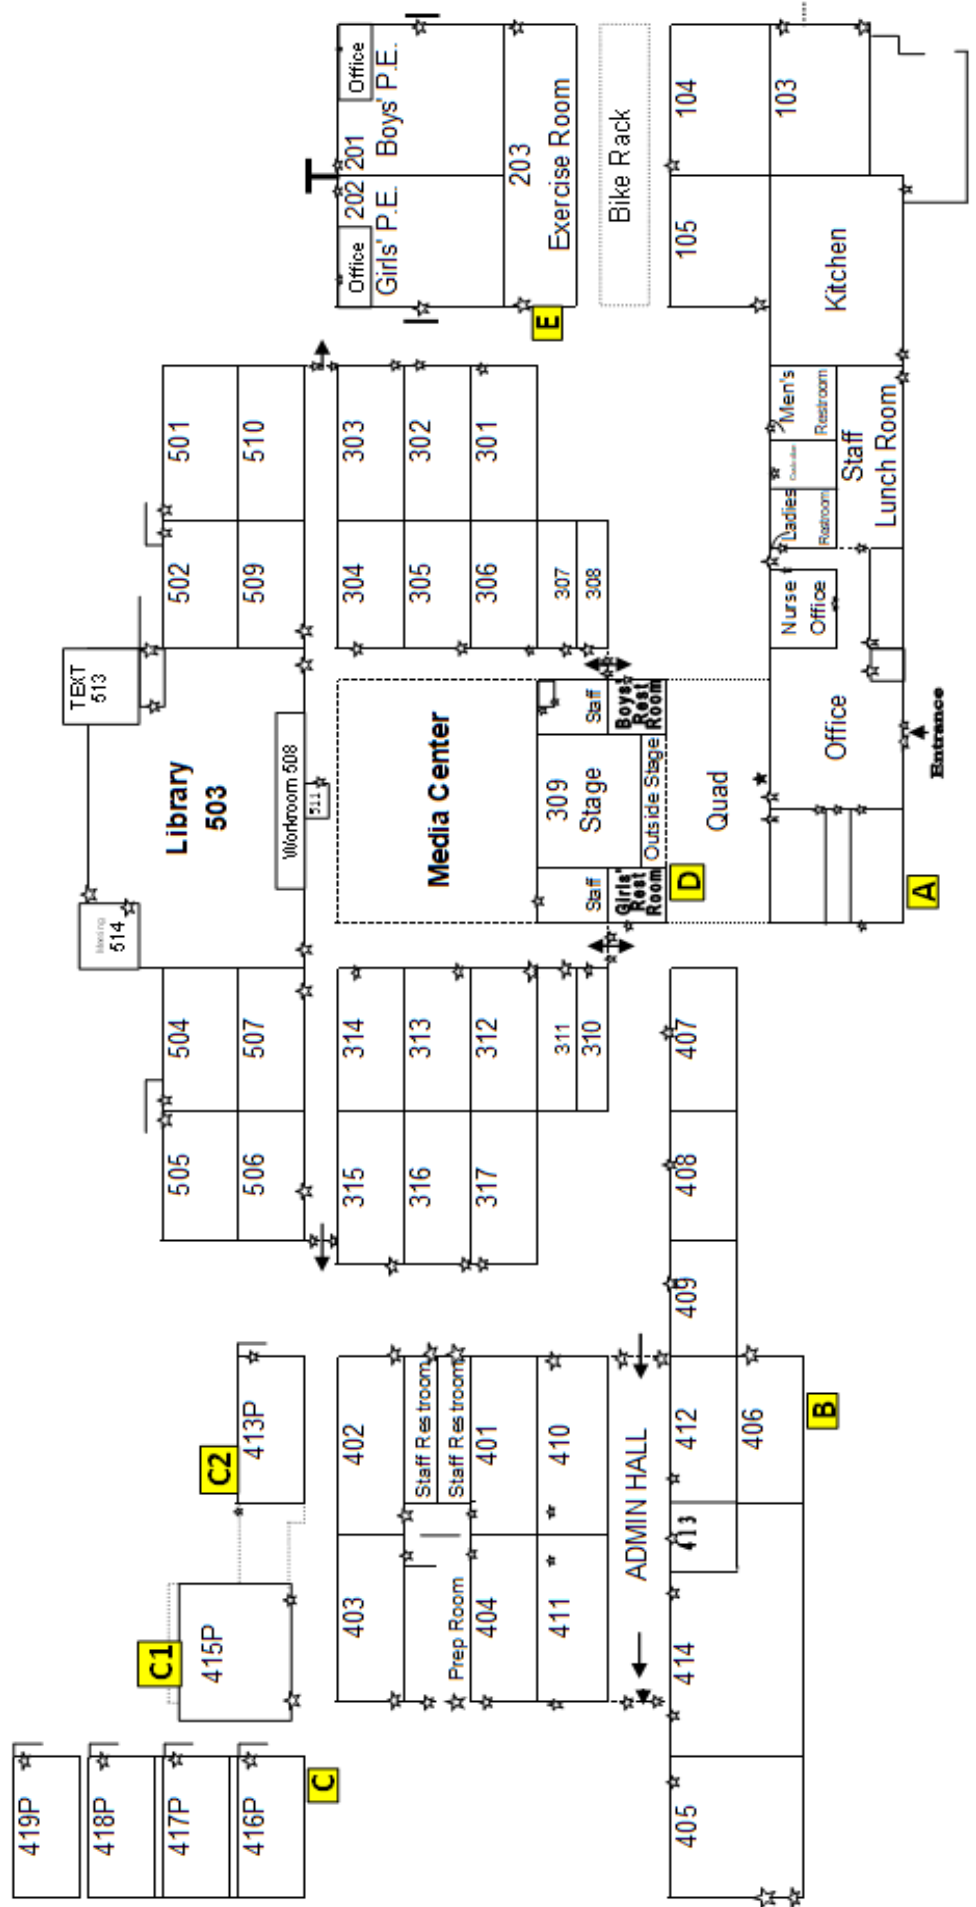 419P
418P
417P
416P
C
C1
415P
C2
413P
Meeting
514
TEXT
513
505
504
502
501
506
507
509
510
Library
503
Workroom 508
511
403
402
315
314
304
303
Media Center
202
Girls' P.E.
Office
201
Boys' P.E.
Office
Staff Restroom
316
313
305
302
Prep Room
Staff Restroom
404
401
317
312
306
301
203
Exercise Room
E
411
410
311
307
310
308
309
Stage
Staff
Staff
Girls'
Rest
Room
Boys'
Rest
Room
Outside Stage
D
Bike Rack
ADMIN HALL
405
414
413
412
409
408
407
Quad
105
104
406
B
Office
Nurse
Office
Ladies
Restroom
Men's
Restroom
Kitchen
103
Staff
Lunch Room
A
Entrance